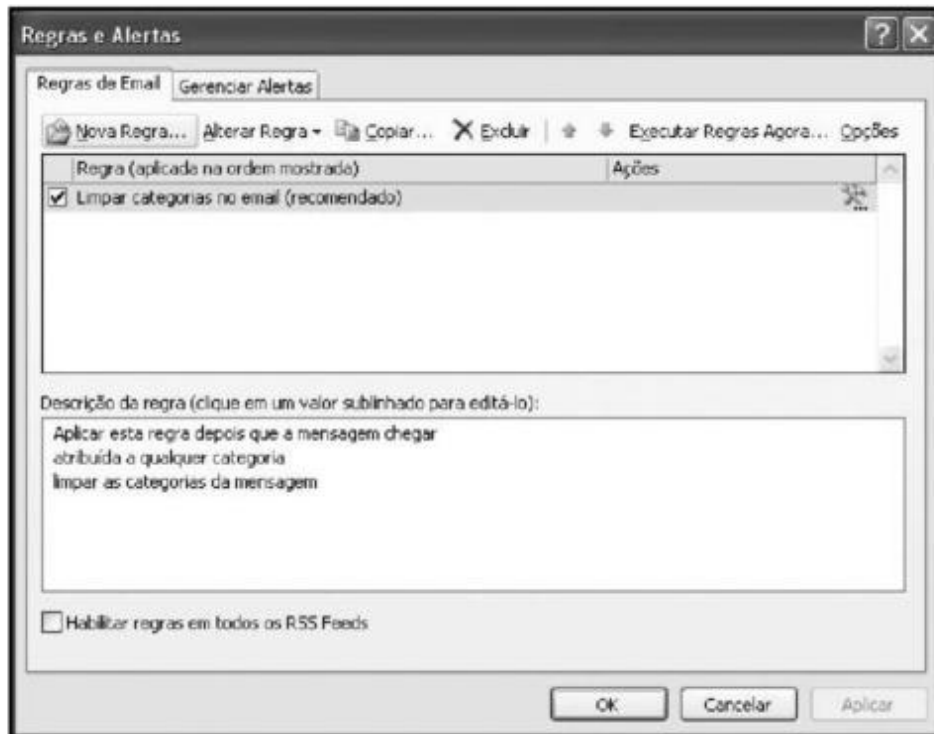 Regras e Alertas
Regras de Email Gerenciar Alertas
Nova Regra... Alterar Regra Copiar... Excluir Executar Regras Agora... Opções
Regra (aplicada na ordem mostrada) Ações
Limpar categorias no email (recomendado)
Descrição da regra (clique em um valor sublinhado para editá-lo):
Aplicar esta regra depois que a mensagem chegar
atribuída a qualquer categoria
limpar as categorias da mensagem
Habilitar regras em todos os RSS Feeds
OK Cancelar Aplicar